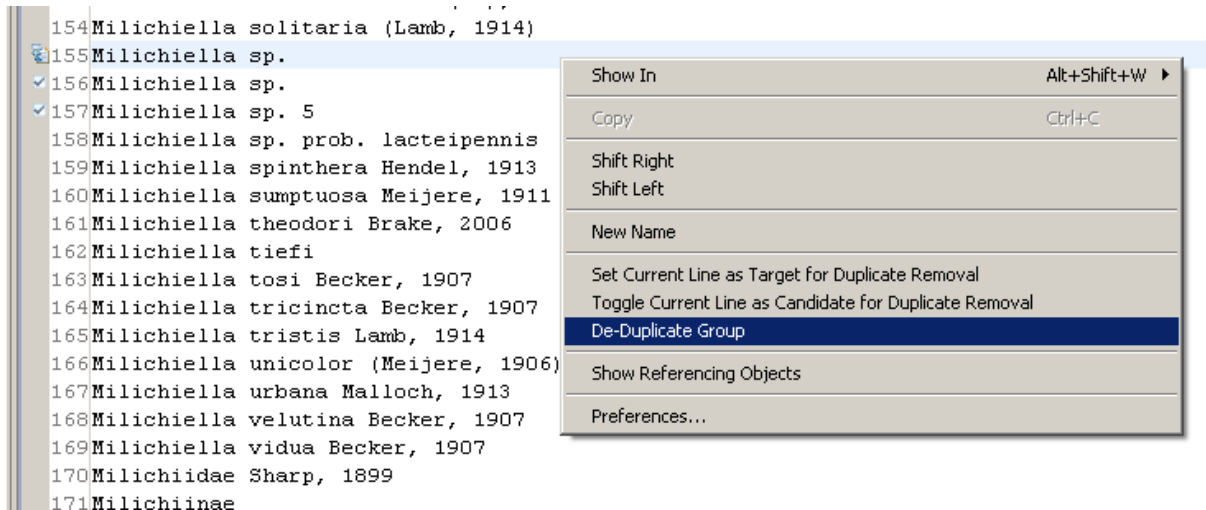 154Milichiella solitaria (Lamb, 1914)
155Milichiella sp.
156Milichiella sp.
157Milichiella sp. 5
158Milichiella sp. prob. lacteipennis
159Milichiella spinthera Hendel, 1913
160Milichiella sumptuosa Meijere, 1911
161Milichiella theodori Brake, 2006
162Milichiella tiefi
163Milichiella tosi Becker, 1907
164Milichiella tricincta Becker, 1907
165Milichiella tristis Lamb, 1914
166Milichiella unicolor (Meijere, 1906)
167Milichiella urbana Malloch, 1913
168Milichiella velutina Becker, 1907
169Milichiella vidua Becker, 1907
170Milichiidae Sharp, 1899
171Milichiinae
Show In Alt+Shift+W
Copy Ctrl+C
Shift Right
Shift Left
New Name
Set Current Line as Target for Duplicate Removal
Toggle Current Line as Candidate for Duplicate Removal
De-Duplicate Group
Show Referencing Objects
Preferences...